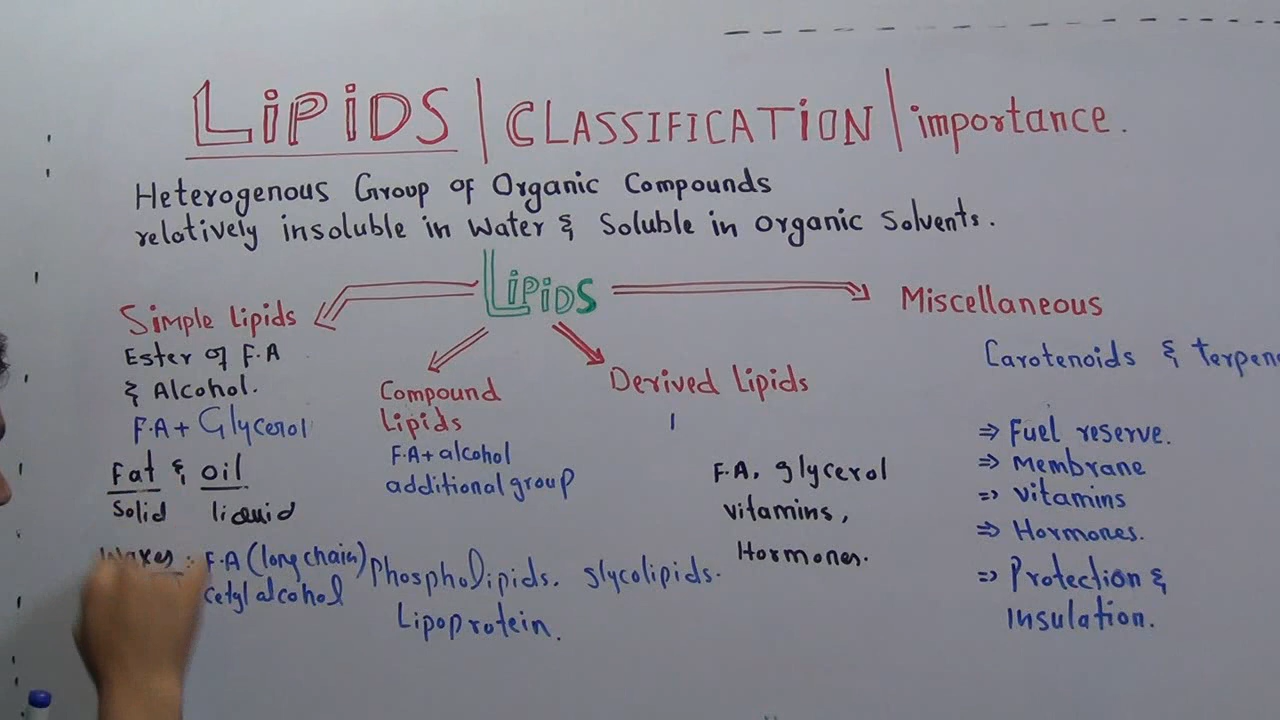 LiPiDS | CLASSIFICATiON | importance.
Heterogenous Group of Organic Compounds
relatively insoluble in Water & Soluble in organic Solvents.
LiPiDS
Simple Lipids
Ester of F.A
& Alcohol.
F.A + Glycerol
Fat & oil
Solid liquid
Waxes : F.A (long chain)
cetyl alcohol
Compound
Lipids
F.A + alcohol
additional group
Phospholipids. glycolipids.
Lipoprotein.
Derived Lipids
F.A, glycerol
vitamins,
Hormones.
Miscellaneous
Carotenoids & terpen
⇒ Fuel reserve.
⇒ Membrane
⇒ vitamins
⇒ Hormones.
⇒ Protection &
Insulation.